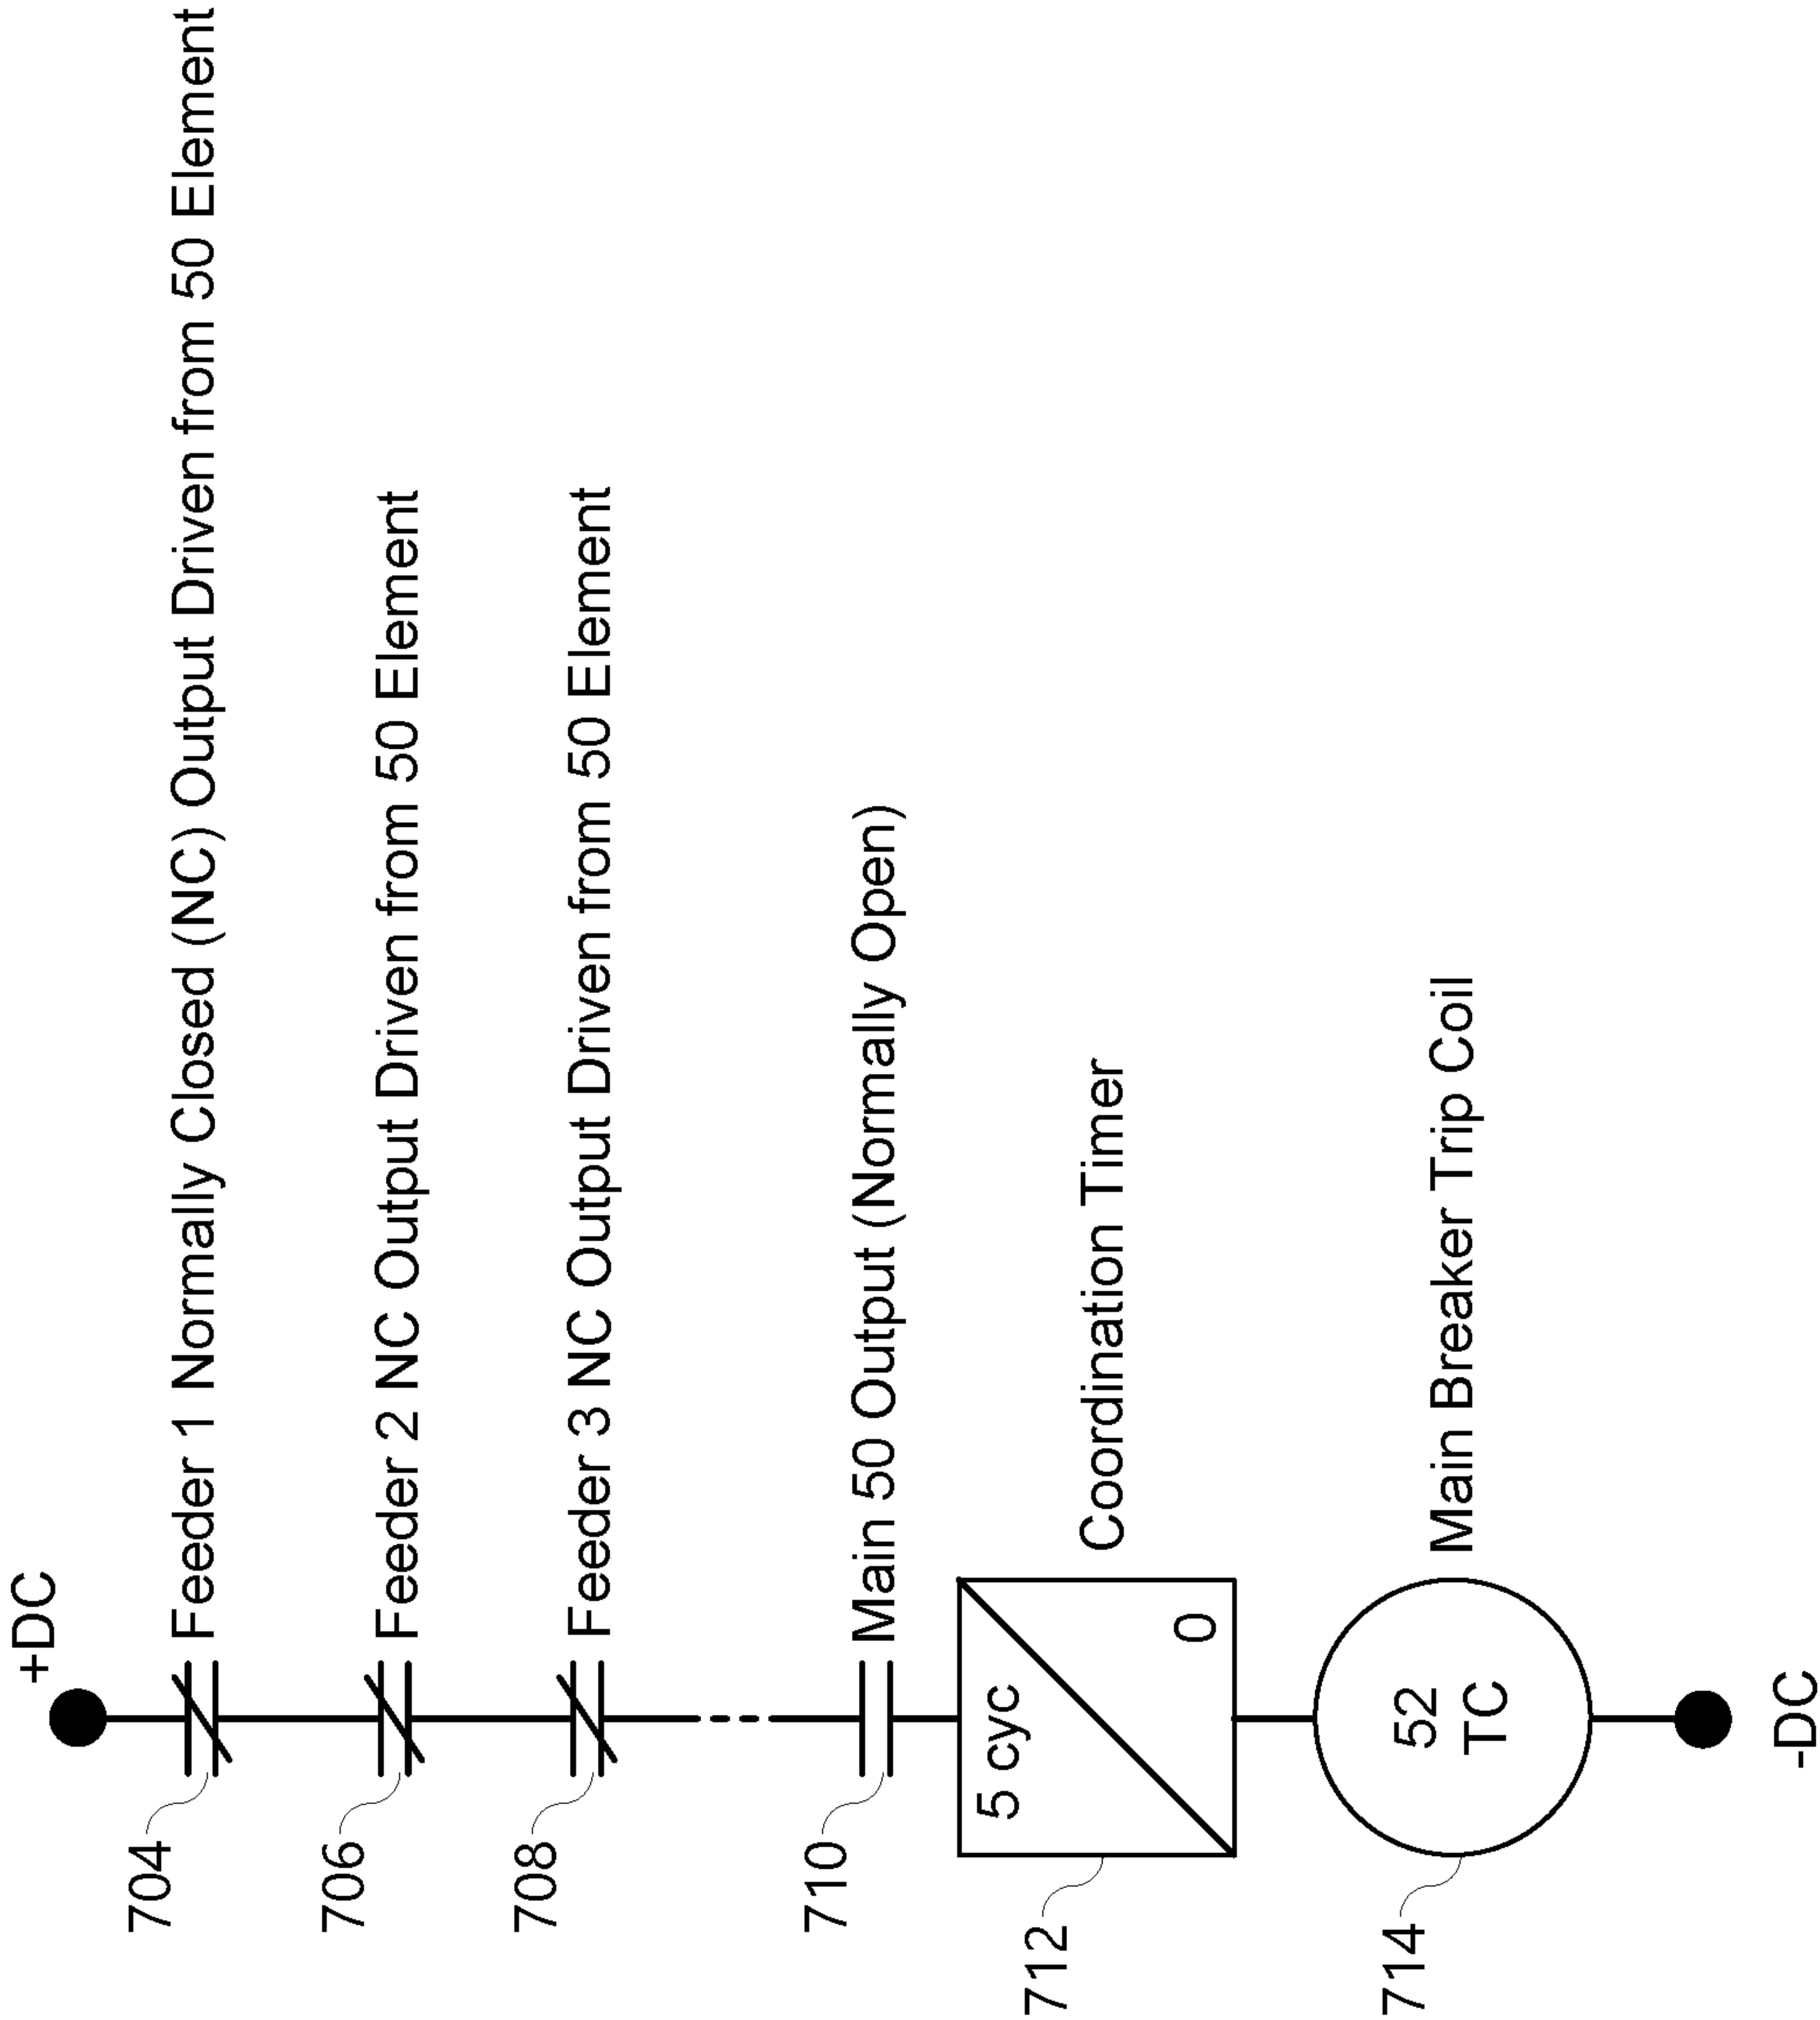 +DC
704
Feeder 1 Normally Closed (NC) Output Driven from 50 Element
706
Feeder 2 NC Output Driven from 50 Element
708
Feeder 3 NC Output Driven from 50 Element
710
Main 50 Output (Normally Open)
712
5 cyc
0
Coordination Timer
714
52
TC
Main Breaker Trip Coil
-DC